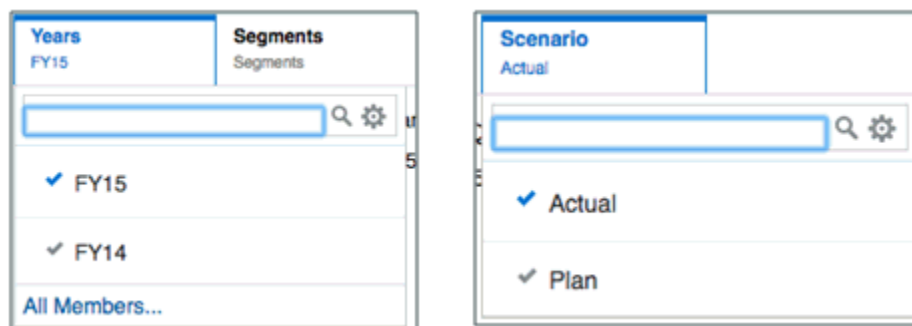 Years
FY15
Segments
Segments
FY15
FY14
All Members...
Scenario
Actual
Actual
Plan